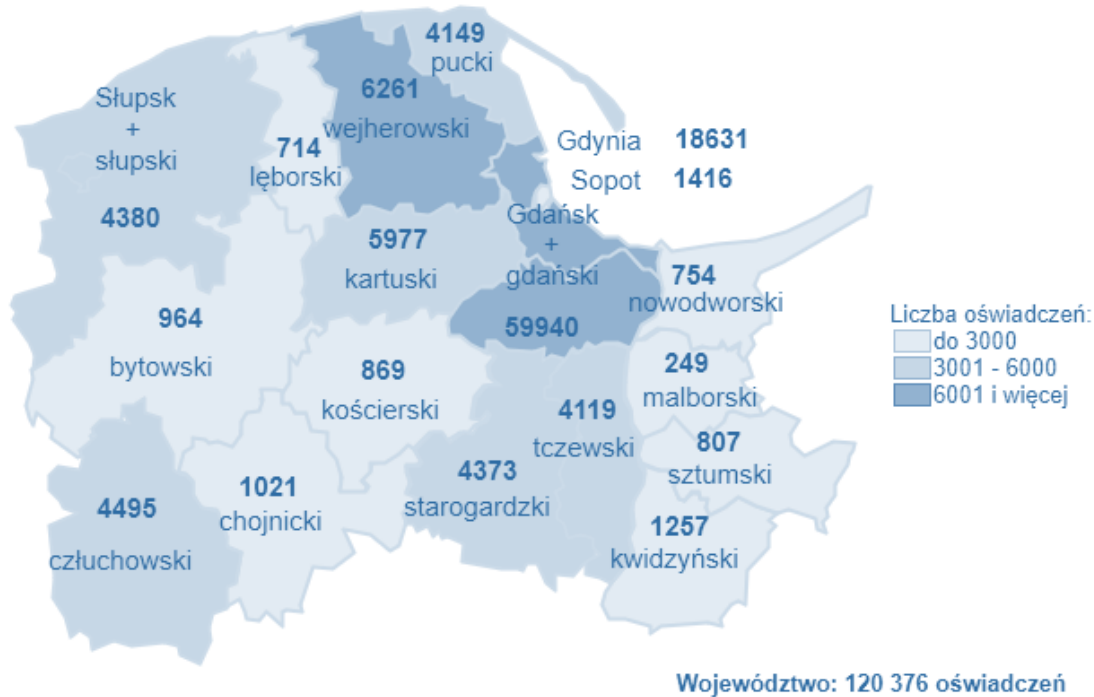 4149
pucki
6261
wejherowski
Słupsk
+
słupski
4380
714
lęborski
Gdynia 18631
Sopot 1416
Gdańsk
+
gdański
59940
5977
kartuski
754
nowodworski
964
bytowski
869
kościerski
249
malborski
4119
tczewski
807
sztumski
4373
starogardzki
4495
człuchowski
1021
chojnicki
1257
kwidzyński
Liczba oświadczeń:
do 3000
3001 - 6000
6001 i więcej
Województwo: 120 376 oświadczeń